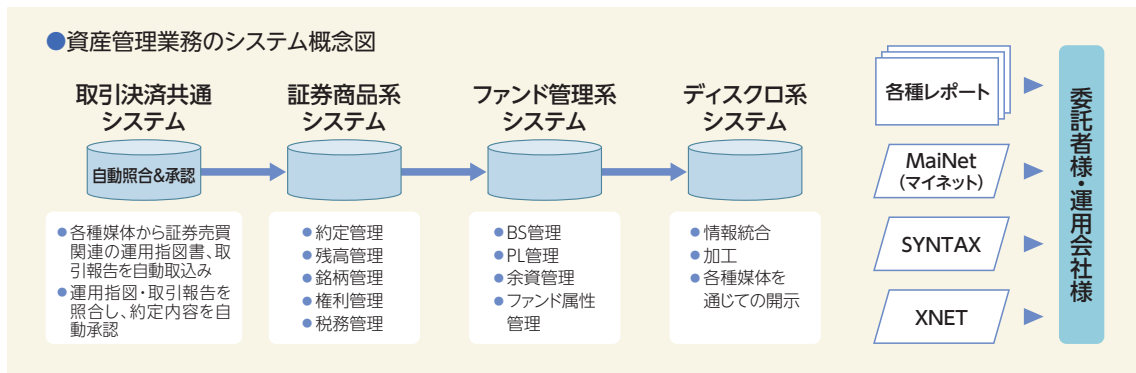 ●資産管理業務のシステム概念図
取引決済共通
システム
自動照合&承認
●各種媒体から証券売買
関連の運用指図書、取
引報告を自動取込み
●運用指図・取引報告を
照合し、約定内容を自
動承認
証券商品系
システム
●約定管理
●残高管理
●銘柄管理
●権利管理
●税務管理
ファンド管理系
システム
●BS管理
●PL管理
●余資管理
●ファンド属性
管理
ディスクロ系
システム
●情報統合
●加工
●各種媒体を
通じての開示
各種レポート
MaiNet
(マイネット)
SYNTAX
XNET
委託者様・運用会社様